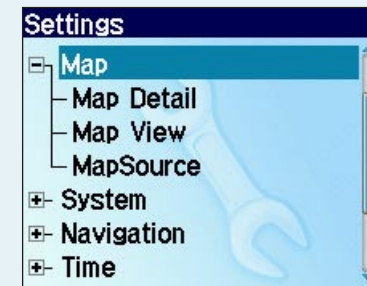 Settings
Map
Map Detail
Map View
MapSource
System
Navigation
Time